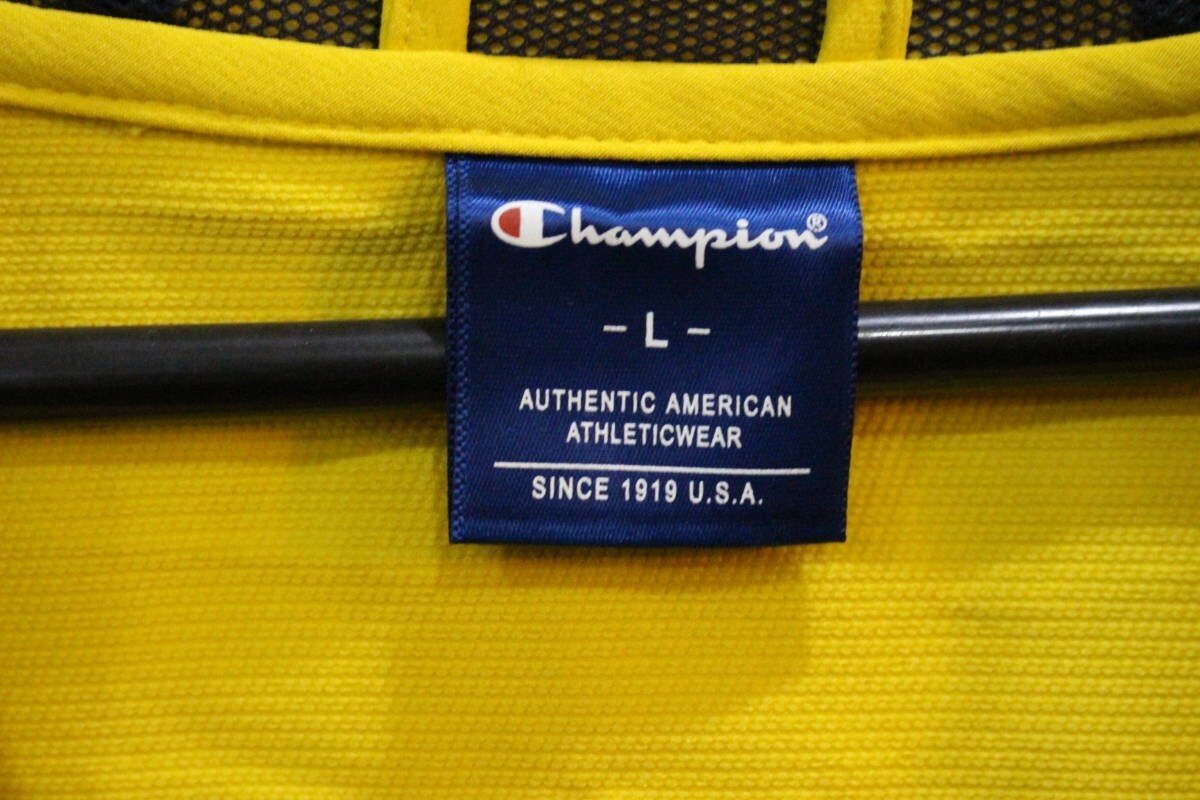 Champion®
- L -
AUTHENTIC AMERICAN
ATHLETICWEAR
SINCE 1919 U.S.A.